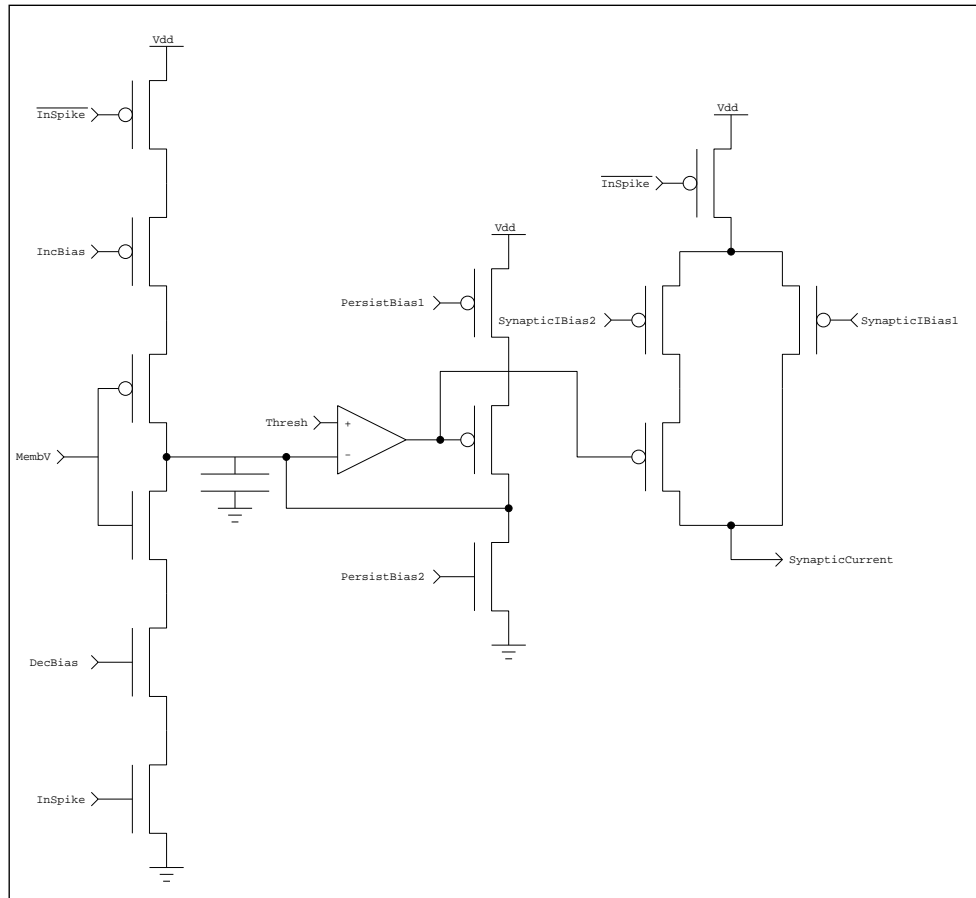 Vdd
InSpike
Vdd
InSpike
IncBias
Vdd
PersistBias1
SynapticIBias2
SynapticIBias1
Thresh
+
MembV
-
SynapticCurrent
PersistBias2
DecBias
InSpike